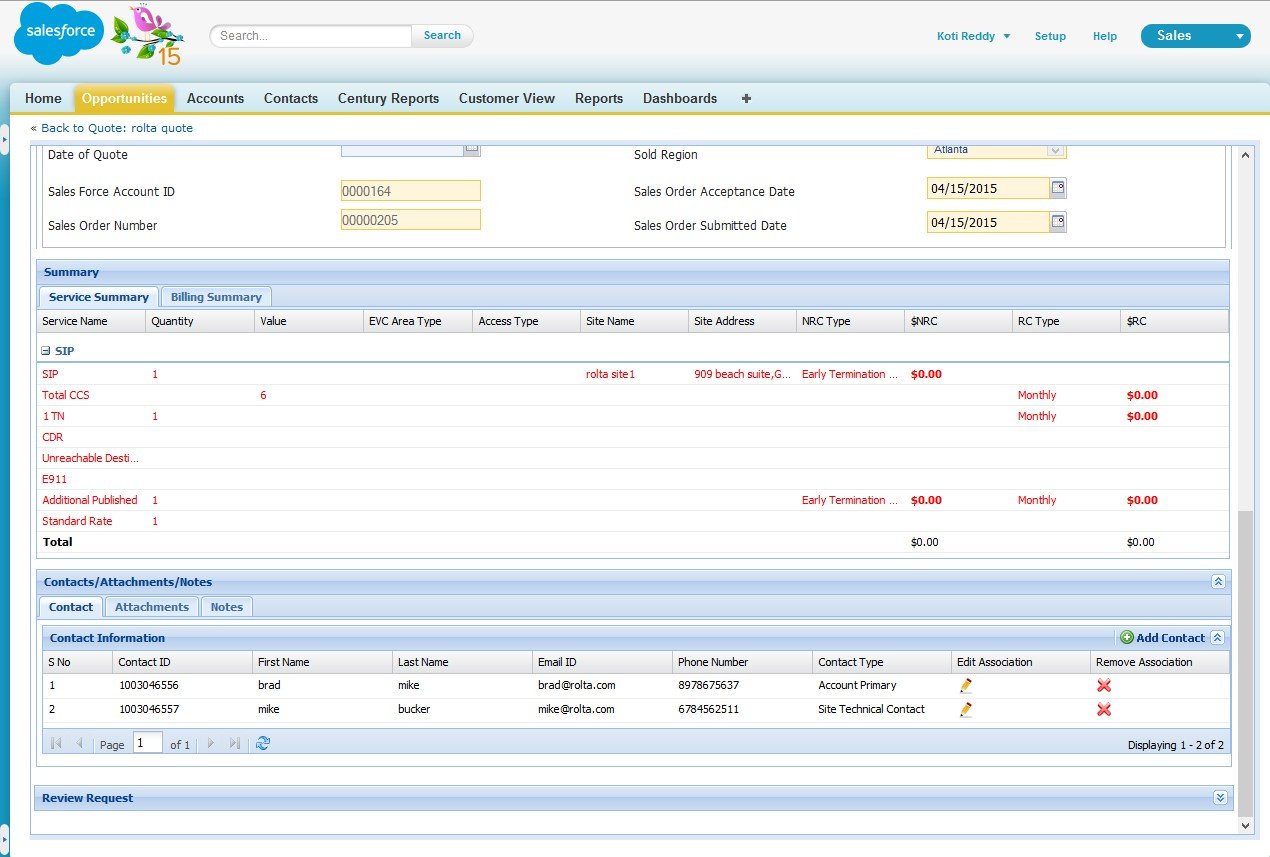 salesforce
15
Search...
Search
Koti Reddy
Setup
Help
Sales
Home Opportunities Accounts Contacts Century Reports Customer View Reports Dashboards +
« Back to Quote: rolta quote
Date of Quote
Sold Region Atlanta
Sales Force Account ID 0000164
Sales Order Acceptance Date 04/15/2015
Sales Order Number 00000205
Sales Order Submitted Date 04/15/2015
Summary
Service Summary Billing Summary
Service Name Quantity Value EVC Area Type Access Type Site Name Site Address NRC Type $NRC RC Type $RC
SIP
SIP 1 rolta site1 909 beach suite,G... Early Termination ... $0.00
Total CCS 6 Monthly $0.00
1 TN 1 Monthly $0.00
CDR
Unreachable Desti...
E911
Additional Published 1 Early Termination ... $0.00 Monthly $0.00
Standard Rate 1
Total $0.00 $0.00
Contacts/Attachments/Notes
Contact Attachments Notes
Contact Information Add Contact
S No Contact ID First Name Last Name Email ID Phone Number Contact Type Edit Association Remove Association
1 1003046556 brad mike brad@rolta.com 8978675637 Account Primary
2 1003046557 mike bucker mike@rolta.com 6784562511 Site Technical Contact
Page 1 of 1
Displaying 1 - 2 of 2
Review Request